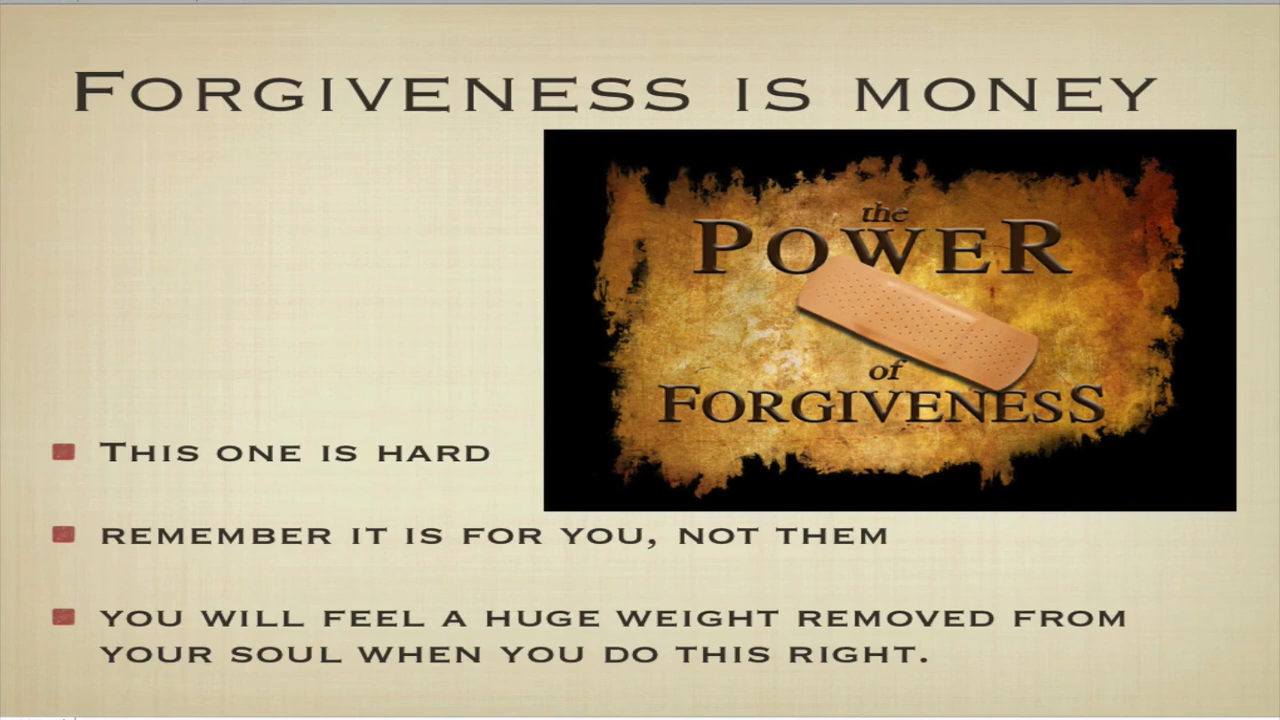 Forgiveness is money
the
POWER
of
FORGIVENESS
This one is hard
remember it is for you, not them
you will feel a huge weight removed from
your soul when you do this right.